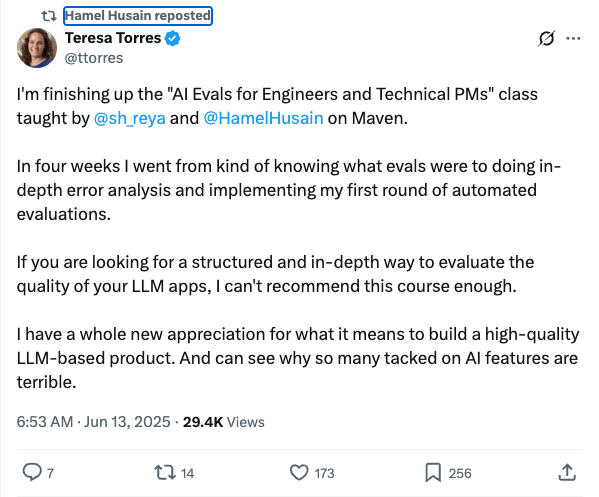 Hamel Husain reposted
Teresa Torres
@ttorres
I'm finishing up the "AI Evals for Engineers and Technical PMs" class
taught by @sh_reya and @HamelHusain on Maven.
In four weeks I went from kind of knowing what evals were to doing in-
depth error analysis and implementing my first round of automated
evaluations.
If you are looking for a structured and in-depth way to evaluate the
quality of your LLM apps, I can't recommend this course enough.
I have a whole new appreciation for what it means to build a high-quality
LLM-based product. And can see why so many tacked on AI features are
terrible.
6:53 AM · Jun 13, 2025 · 29.4K Views
7 14 173 256